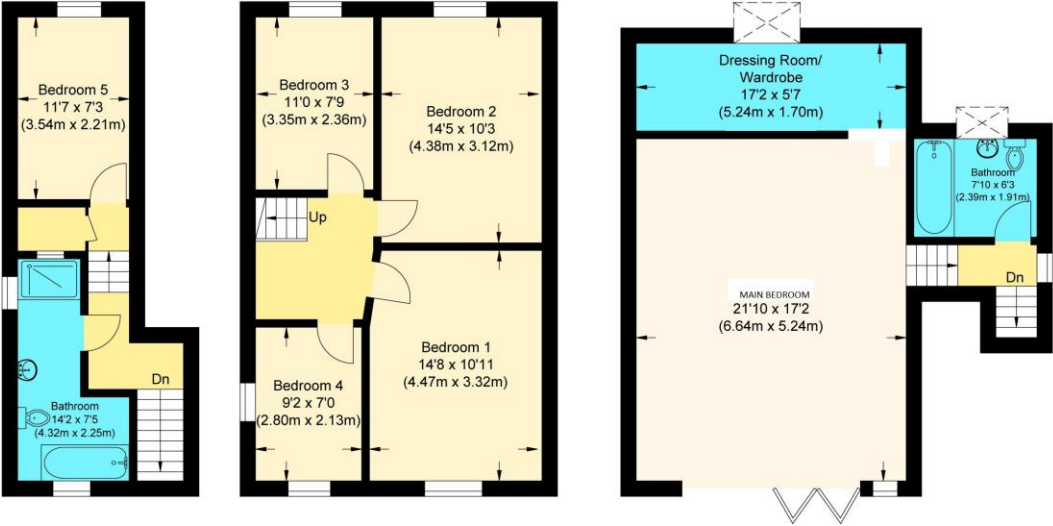 Bedroom 5
11'7 x 7'3
(3.54m x 2.21m)
Dn
Bathroom
14'2 x 7'5
(4.32m x 2.25m)
Bedroom 3
11'0 x 7'9
(3.35m x 2.36m)
Bedroom 2
14'5 x 10'3
(4.38m x 3.12m)
Up
Bedroom 1
14'8 x 10'11
(4.47m x 3.32m)
Bedroom 4
9'2 x 7'0
(2.80m x 2.13m)
Dressing Room/
Wardrobe
17'2 x 5'7
(5.24m x 1.70m)
Bathroom
7'10 x 6'3
(2.39m x 1.91m)
Dn
MAIN BEDROOM
21'10 x 17'2
(6.64m x 5.24m)